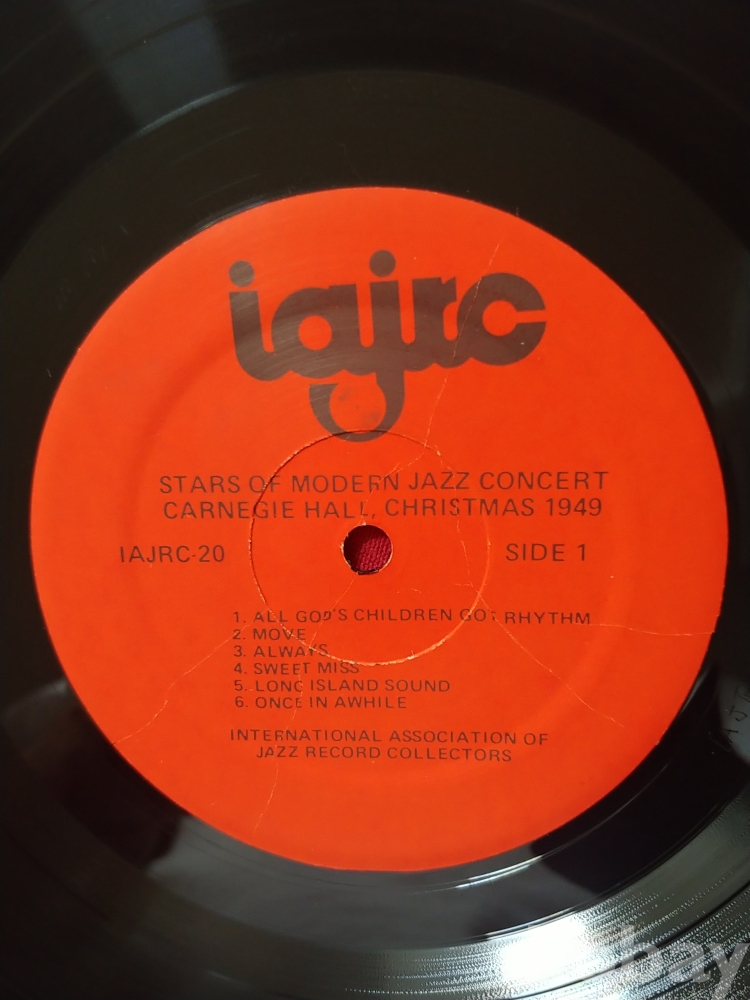 iajrc
STARS OF MODERN JAZZ CONCERT
CARNEGIE HALL, CHRISTMAS 1949
IAJRC-20 SIDE 1
1. ALL GOD'S CHILDREN GOT RHYTHM
2. MOVE
3. ALWAYS
4. SWEET MISS
5. LONG ISLAND SOUND
6. ONCE IN AWHILE
INTERNATIONAL ASSOCIATION OF
JAZZ RECORD COLLECTORS
ebay